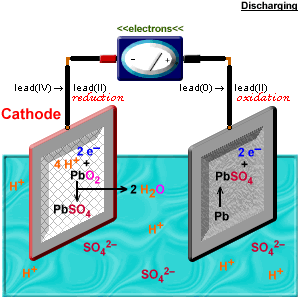 Discharging
<<electrons<<
− +
lead(IV) → lead(II)
reduction
lead(0) → lead(II)
oxidation
Cathode
2 e⁻
4 H⁺ +
PbO₂
→ 2 H₂O
PbSO₄
2 e⁻
+
PbSO₄
Pb
H⁺
H⁺
H⁺
SO₄²⁻
SO₄²⁻
H⁺
SO₄²⁻
H⁺
H⁺